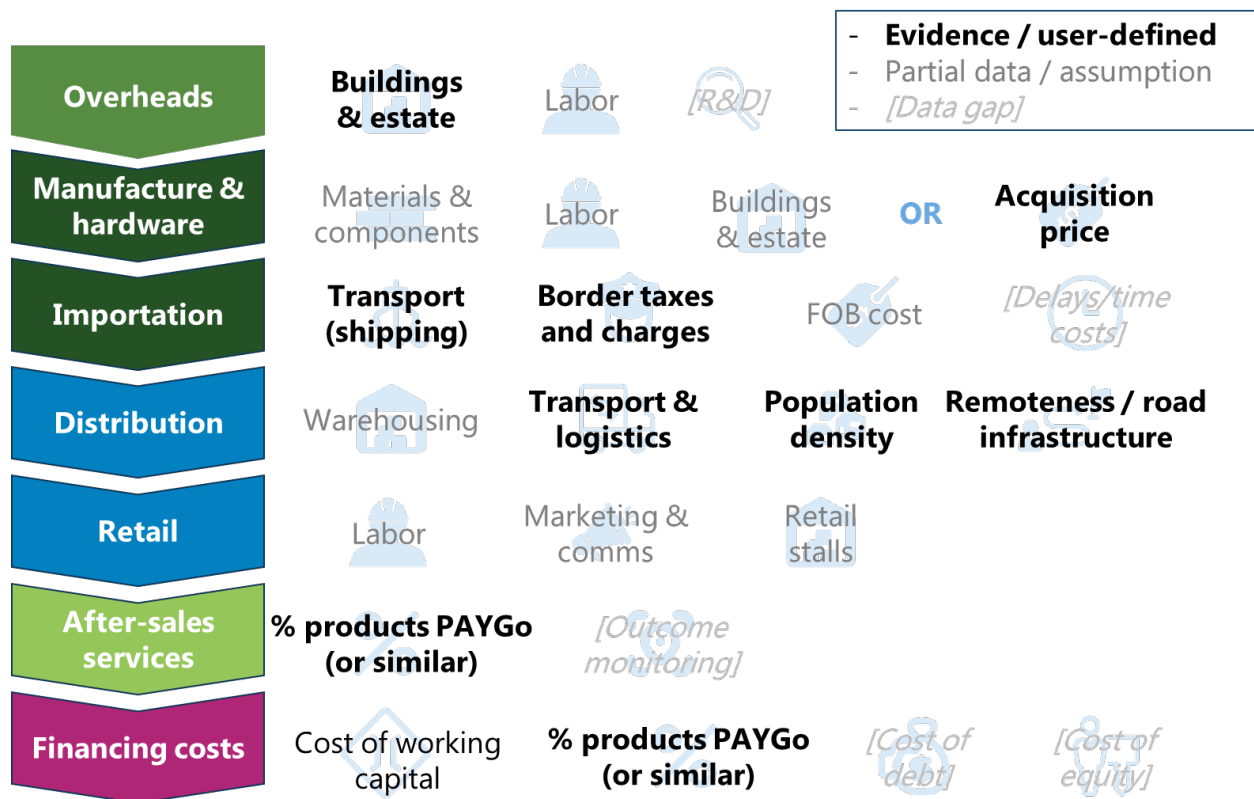 - Evidence / user-defined
- Partial data / assumption
- [Data gap]
Overheads
Buildings
& estate
Labor
[R&D]
Manufacture &
hardware
Materials &
components
Labor
Buildings
& estate
OR
Acquisition
price
Importation
Transport
(shipping)
Border taxes
and charges
FOB cost
[Delays/time
costs]
Distribution
Warehousing
Transport &
logistics
Population
density
Remoteness / road
infrastructure
Retail
Labor
Marketing &
comms
Retail
stalls
After-sales
services
% products PAYGo
(or similar)
[Outcome
monitoring]
Financing costs
Cost of working
capital
% products PAYGo
(or similar)
[Cost of
debt]
[Cost of
equity]